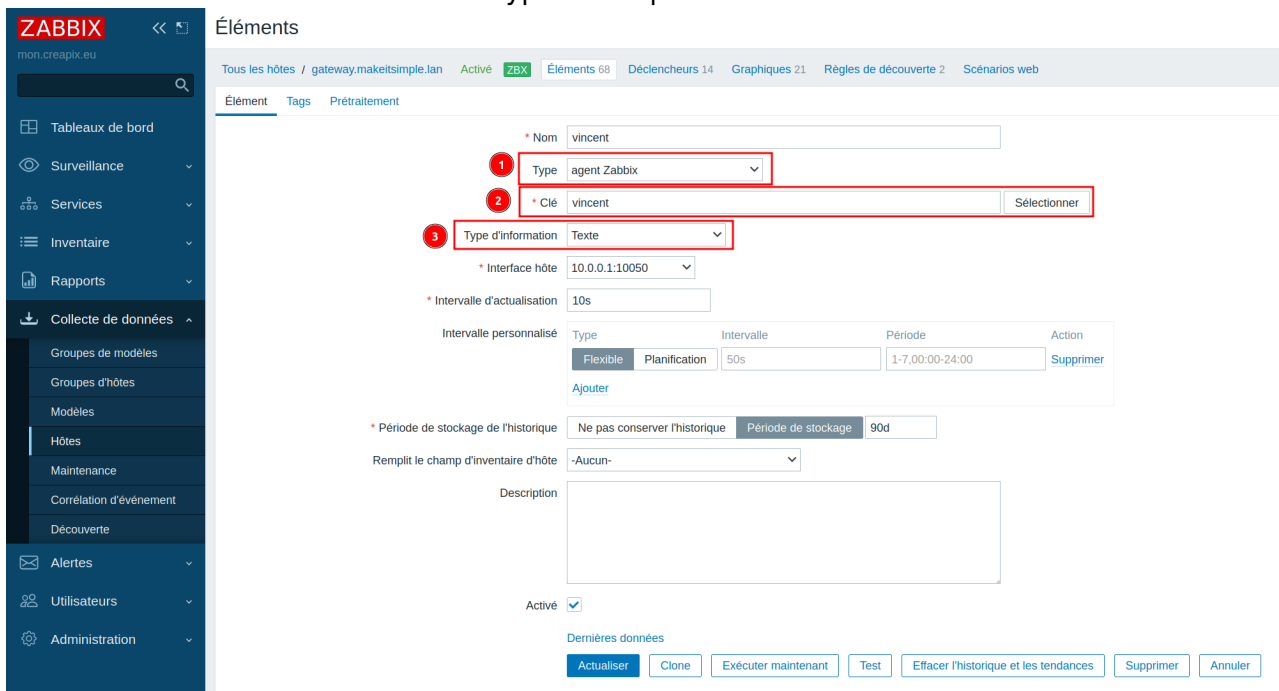 ZABBIX
mon.creapix.eu
Tableaux de bord
Surveillance
Services
Inventaire
Rapports
Collecte de données
Groupes de modèles
Groupes d'hôtes
Modèles
Hôtes
Maintenance
Corrélation d'événement
Découverte
Alertes
Utilisateurs
Administration
Éléments
Tous les hôtes / gateway.makeitsimple.lan Activé ZBX Éléments 68 Déclencheurs 14 Graphiques 21 Règles de découverte 2 Scénarios web
Élément Tags Prétraitement
* Nom vincent
1 Type agent Zabbix
2 * Clé vincent Sélectionner
3 Type d'information Texte
* Interface hôte 10.0.0.1:10050
* Intervalle d'actualisation 10s
Intervalle personnalisé Type Intervalle Période Action
Flexible Planification 50s 1-7,00:00-24:00 Supprimer
Ajouter
* Période de stockage de l'historique Ne pas conserver l'historique Période de stockage 90d
Remplit le champ d'inventaire d'hôte -Aucun-
Description
Activé
Dernières données
Actualiser Clone Exécuter maintenant Test Effacer l'historique et les tendances Supprimer Annuler